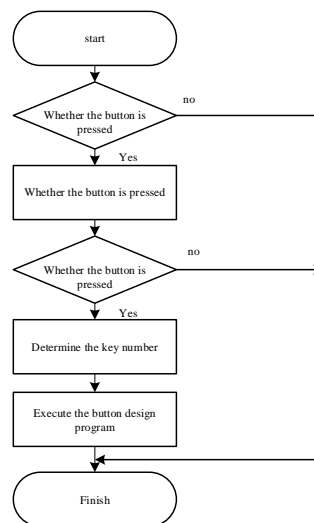 start
no
Whether the button is
pressed
Yes
Whether the button is pressed
no
Whether the button is
pressed
Yes
Determine the key number
Execute the button design
program
Finish